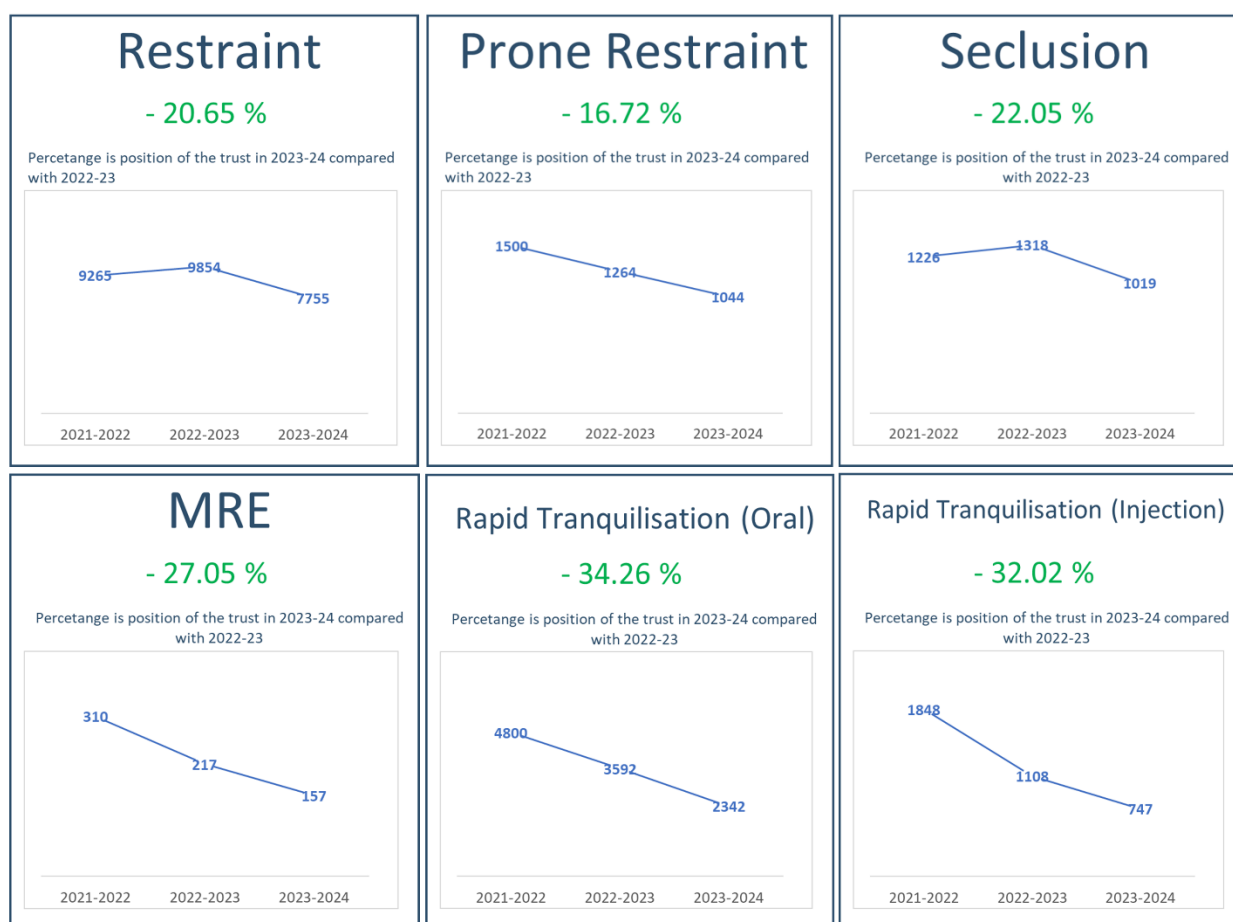 Restraint
- 20.65 %
Percetange is position of the trust in 2023-24 compared
with 2022-23
9265
9854
7755
2021-2022
2022-2023
2023-2024
Prone Restraint
- 16.72 %
Percetange is position of the trust in 2023-24 compared
with 2022-23
1500
1264
1044
2021-2022
2022-2023
2023-2024
Seclusion
- 22.05 %
Percetange is position of the trust in 2023-24 compared
with 2022-23
1226
1318
1019
2021-2022
2022-2023
2023-2024
MRE
- 27.05 %
Percetange is position of the trust in 2023-24 compared
with 2022-23
310
217
157
2021-2022
2022-2023
2023-2024
Rapid Tranquilisation (Oral)
- 34.26 %
Percetange is position of the trust in 2023-24 compared
with 2022-23
4800
3592
2342
2021-2022
2022-2023
2023-2024
Rapid Tranquilisation (Injection)
- 32.02 %
Percetange is position of the trust in 2023-24 compared
with 2022-23
1848
1108
747
2021-2022
2022-2023
2023-2024